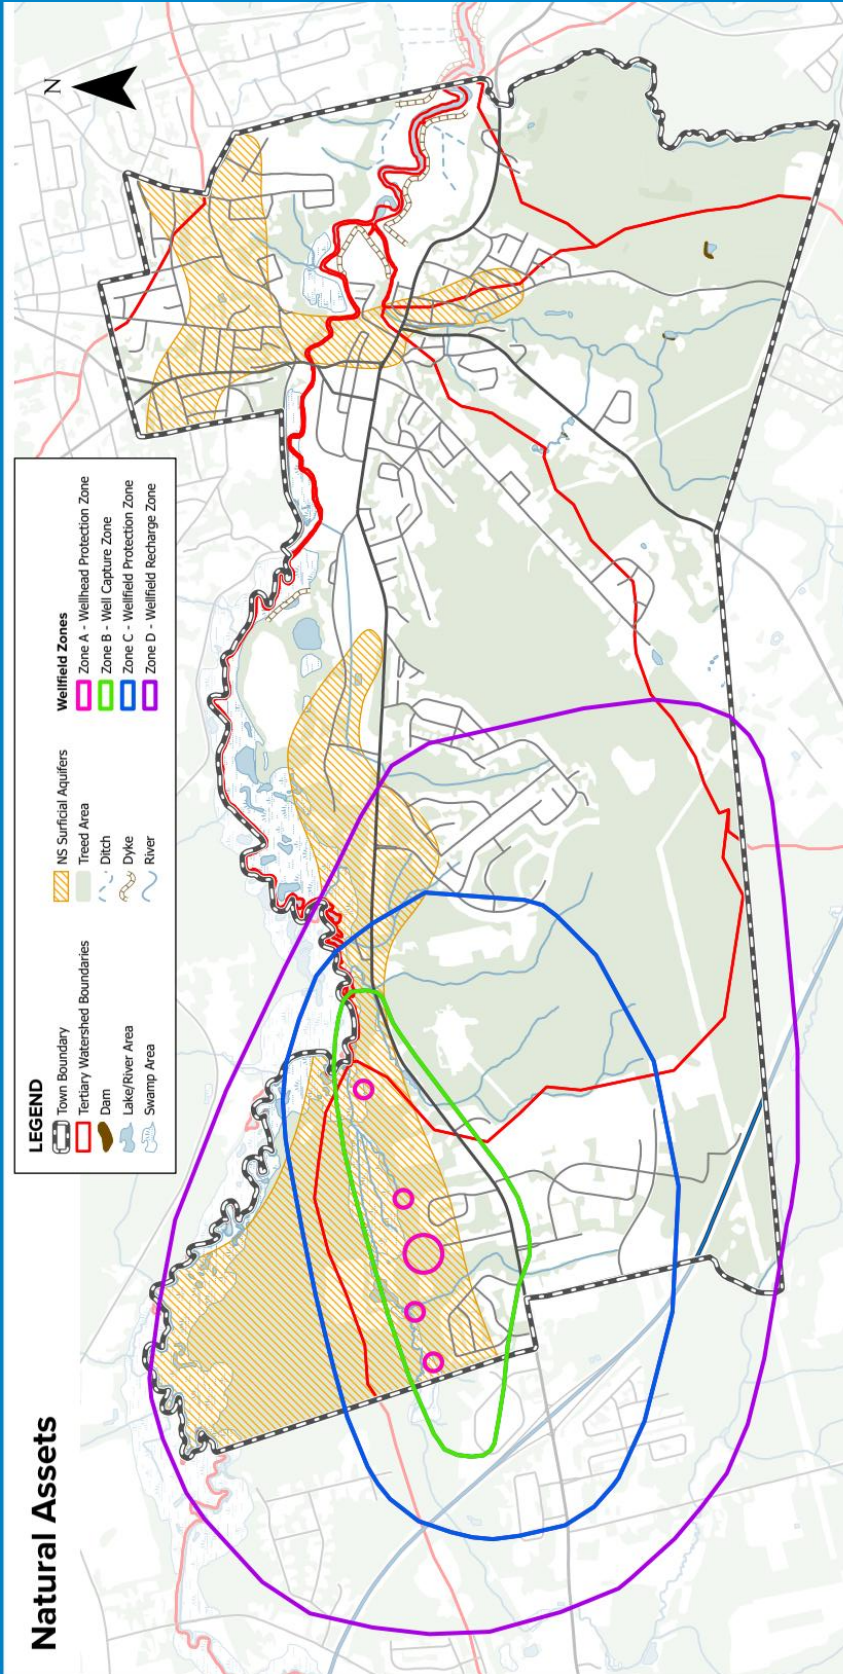 Natural Assets
N
LEGEND
Town Boundary
Tertiary Watershed Boundaries
Dam
Lake/River Area
Swamp Area
NS Surficial Aquifers
Treed Area
Ditch
Dyke
River
Wellfield Zones
Zone A - Wellhead Protection Zone
Zone B - Well Capture Zone
Zone C - Wellfield Protection Zone
Zone D - Wellfield Recharge Zone